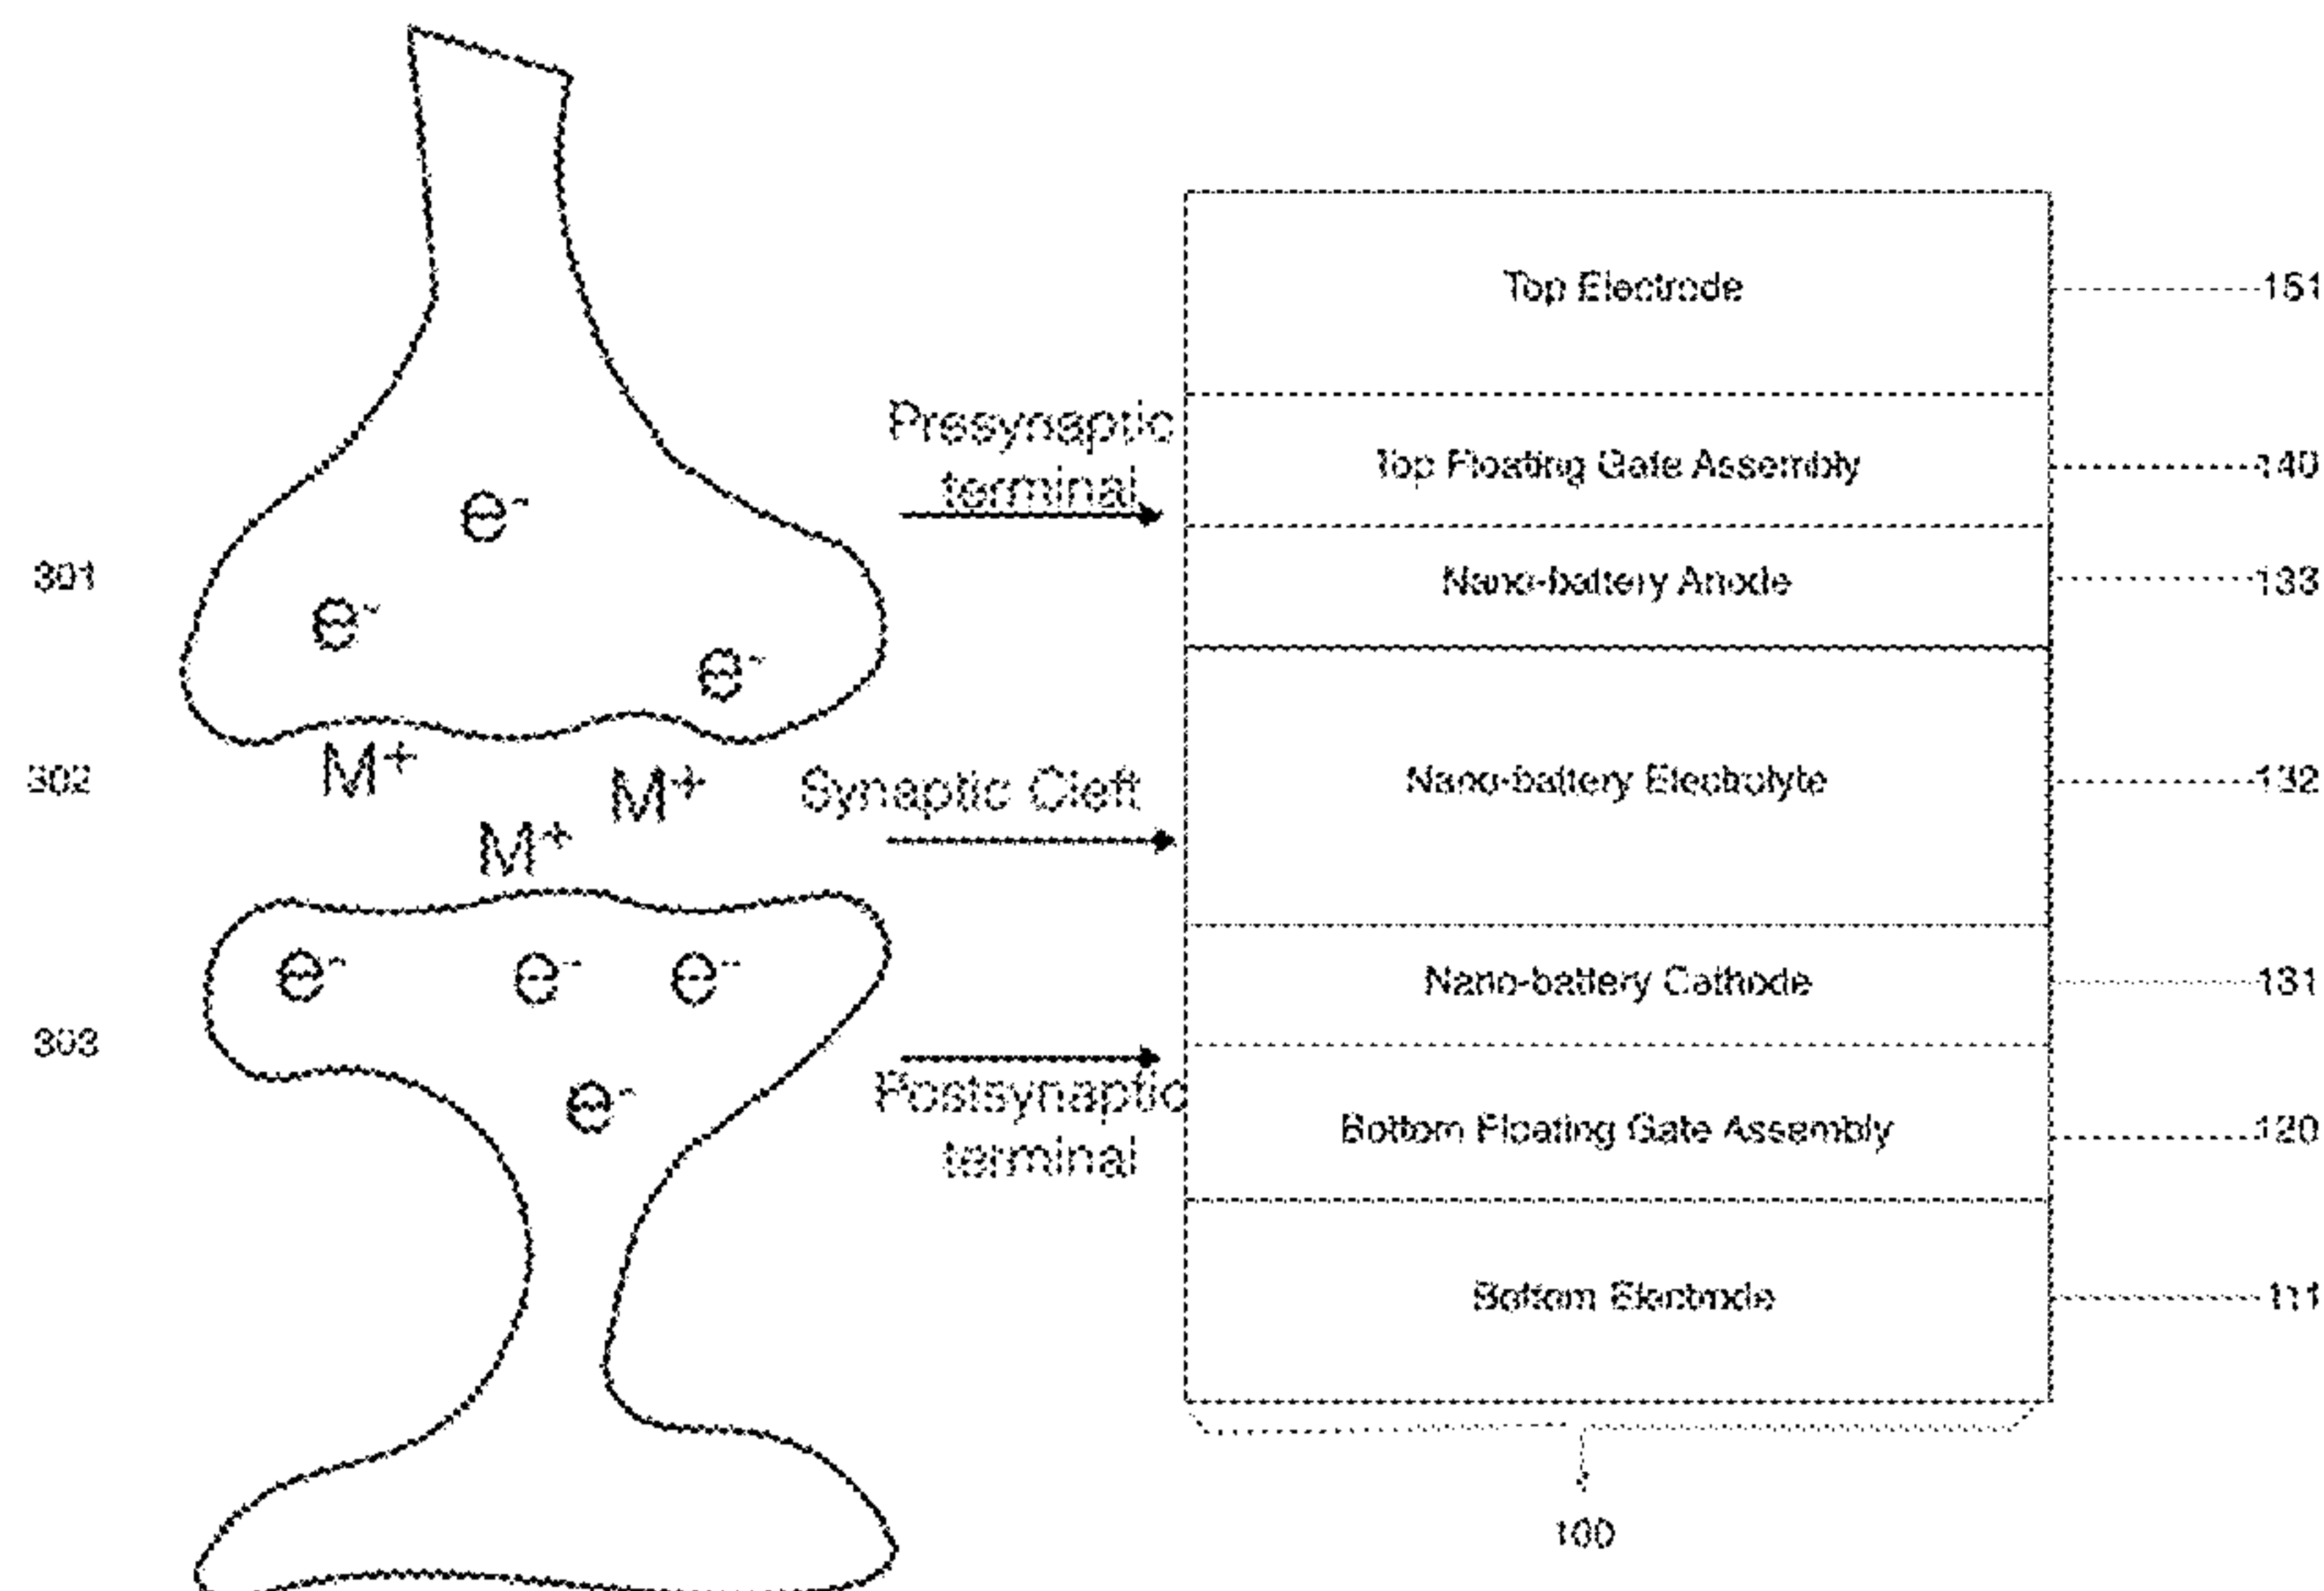 Top Electrode
151
Presynaptic
terminal
Top Floating Gate Assembly
140
e-
301
Nano-battery Anode
133
e-
e-
302
M+
M+
Synaptic Cleft
Nano-battery Electrolyte
132
M+
e-
e-
e-
Nano-battery Cathode
131
303
e-
Postsynaptic
terminal
Bottom Floating Gate Assembly
120
Bottom Electrode
111
100